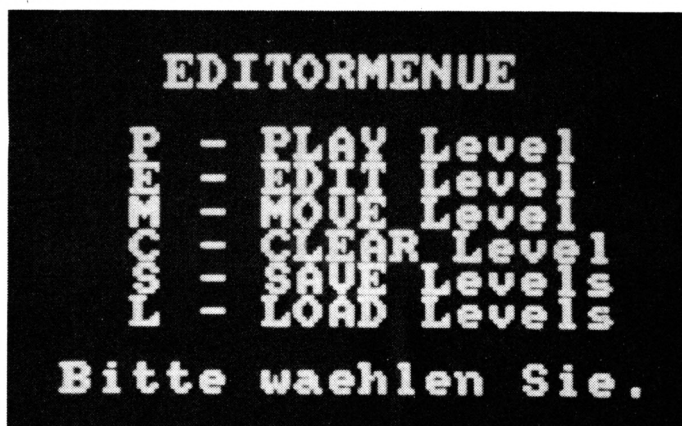 EDITORMENUE
P - PLAY Level
E - EDIT Level
M - MOVE Level
C - CLEAR Level
S - SAVE Levels
L - LOAD Levels
Bitte waehlen Sie.